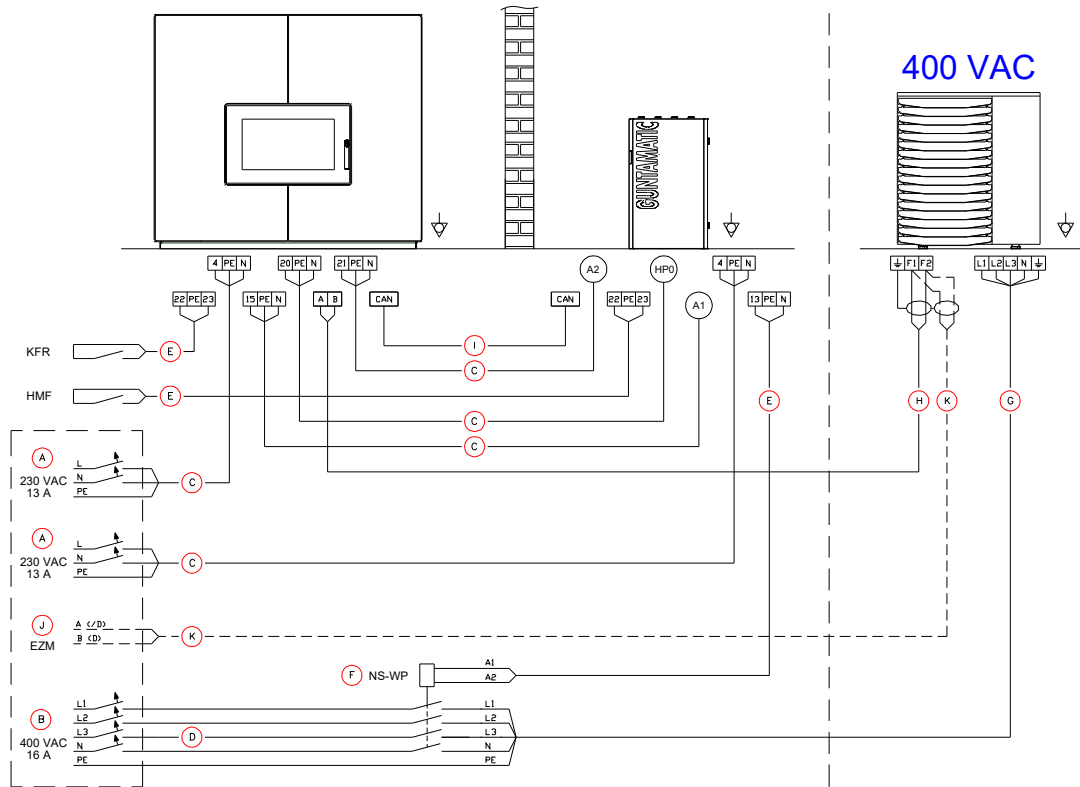 400 VAC
GUNTAMATIC
4 PE N
20 PE N
21 PE N
A2
HP0
4 PE N
F1 F2
L1 L2 L3 N
22 PE 23
15 PE N
A B
CAN
CAN
22 PE 23
A1
13 PE N
KFR
E
I
C
HMF
E
E
H
K
G
C
C
A
230 VAC
13 A
L
N
PE
C
A
230 VAC
13 A
L
N
PE
C
J
EZM
A (/D)
B (D)
K
F
NS-WP
A1
A2
B
400 VAC
16 A
L1
L2
L3
N
PE
D
L1
L2
L3
N
PE